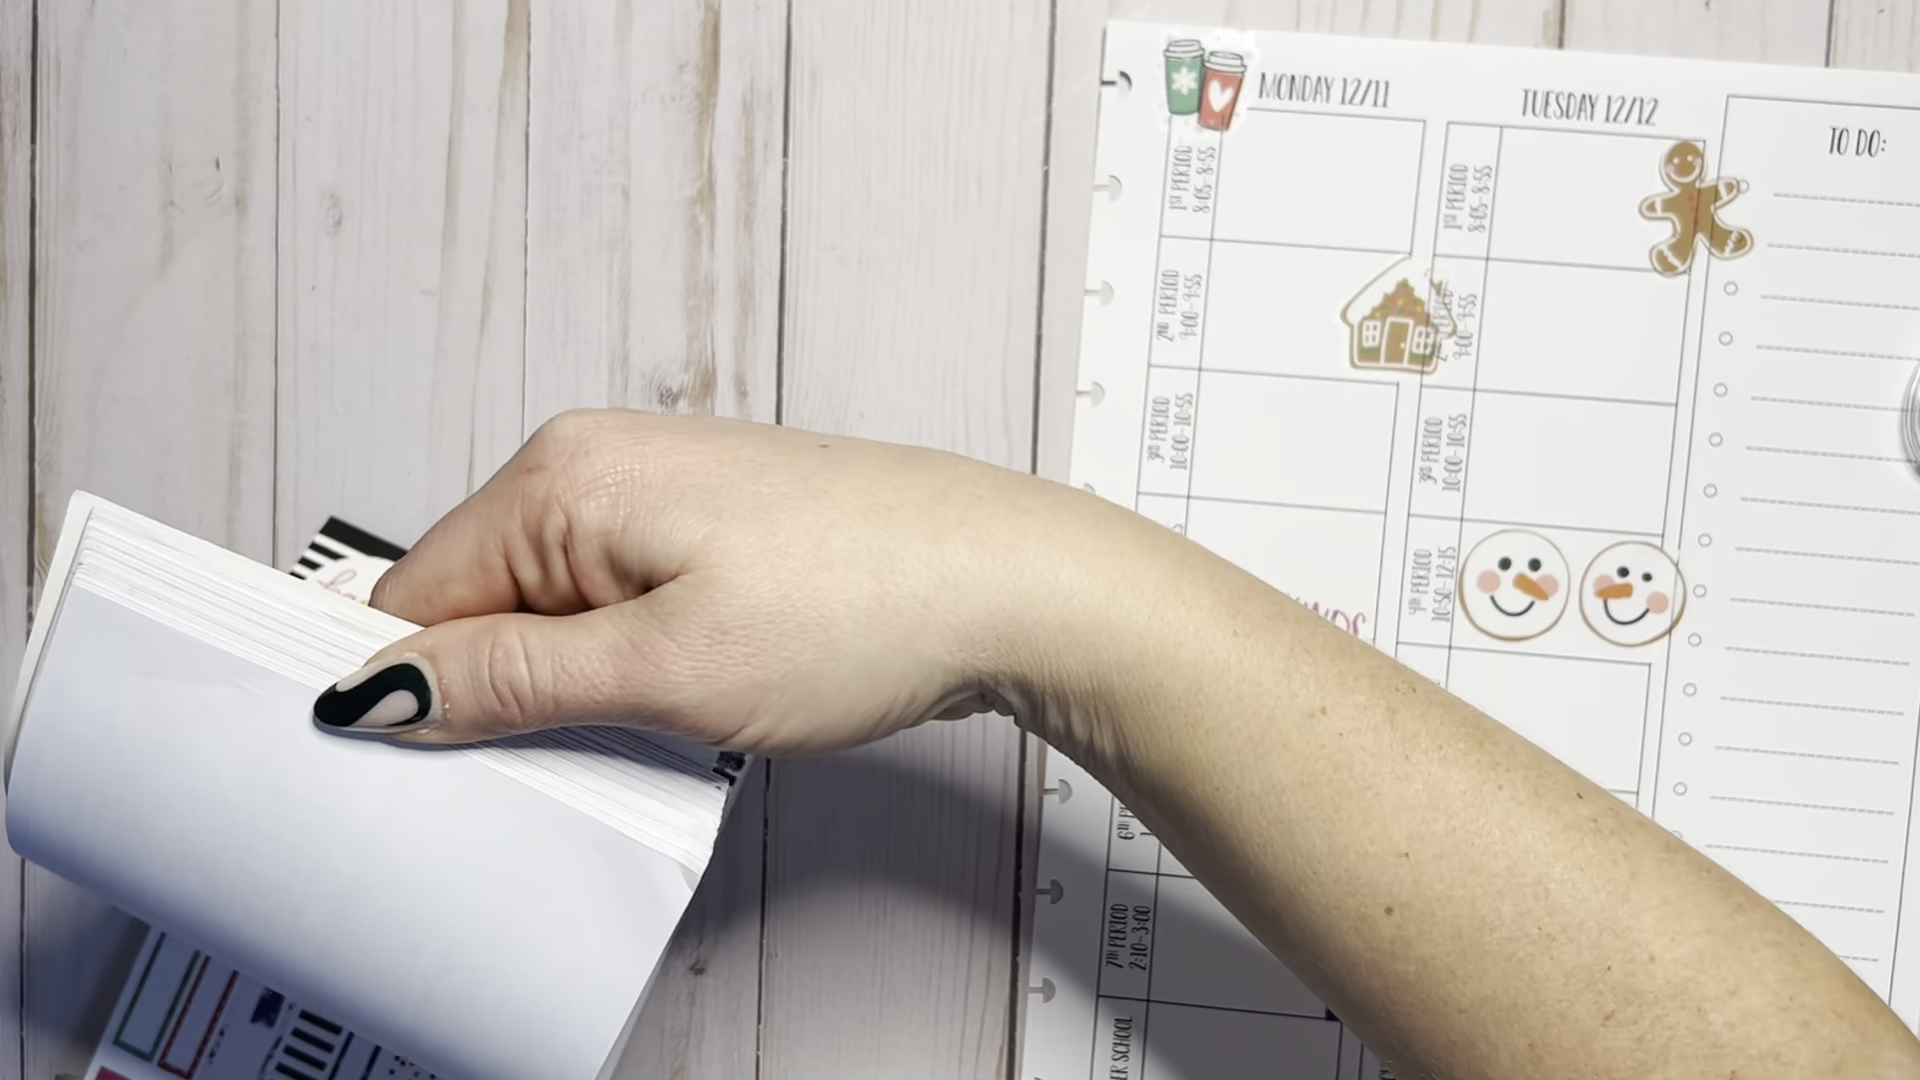 MONDAY 12/11
1ST PERIOD
8:05-8:55
2ND PERIOD
9:00-9:55
3RD PERIOD
10:00-10:55
7TH PERIOD
2:10-3:00
TUESDAY 12/12
1ST PERIOD
8:05-8:55
9:00-9:55
3RD PERIOD
10:00-10:55
4TH PERIOD
10:50-12:15
TO DO: